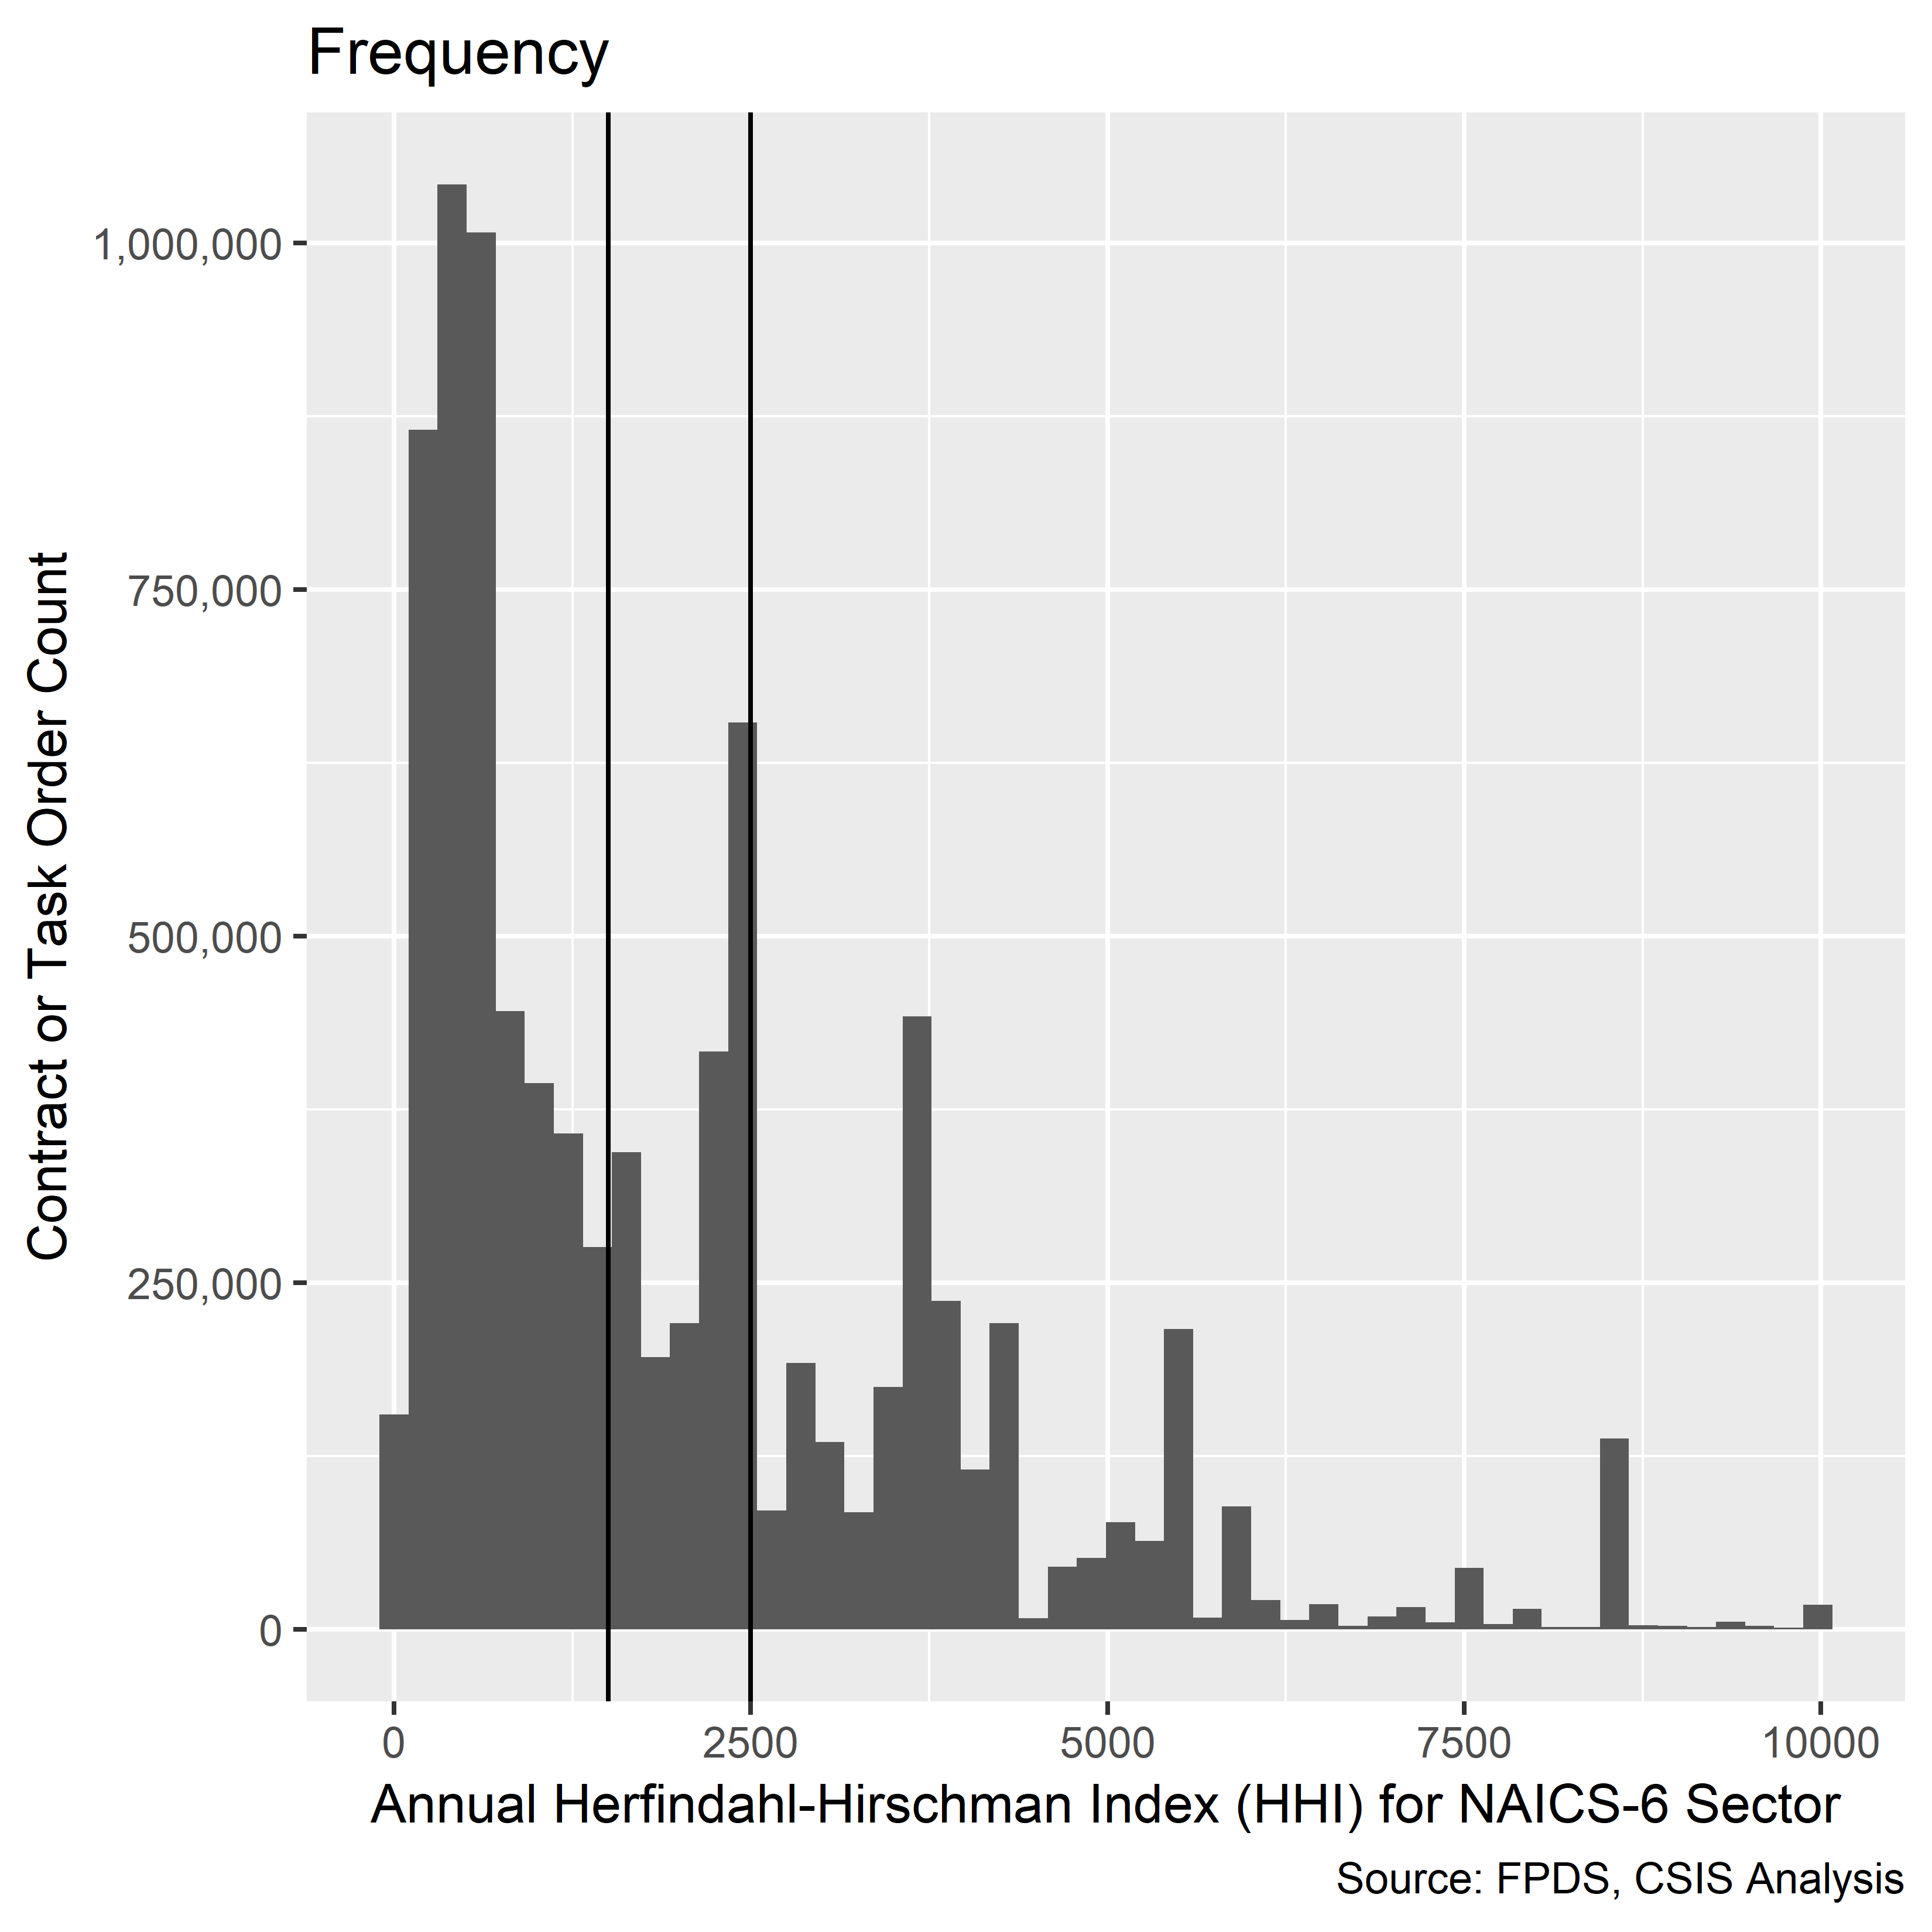 Frequency
1,000,000
750,000
500,000
250,000
0
Contract or Task Order Count
0 2500 5000 7500 10000
Annual Herfindahl-Hirschman Index (HHI) for NAICS-6 Sector
Source: FPDS, CSIS Analysis